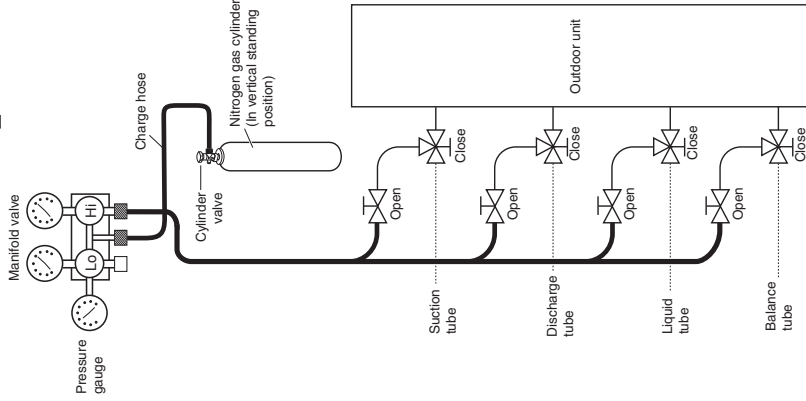 Manifold valve
Pressure
gauge
Lo
Hi
Charge hose
Cylinder
valve
Nitrogen gas cylinder
(In vertical standing
position)
Outdoor unit
Open
Close
Open
Close
Open
Close
Open
Close
Suction
tube
Discharge
tube
Liquid
tube
Balance
tube